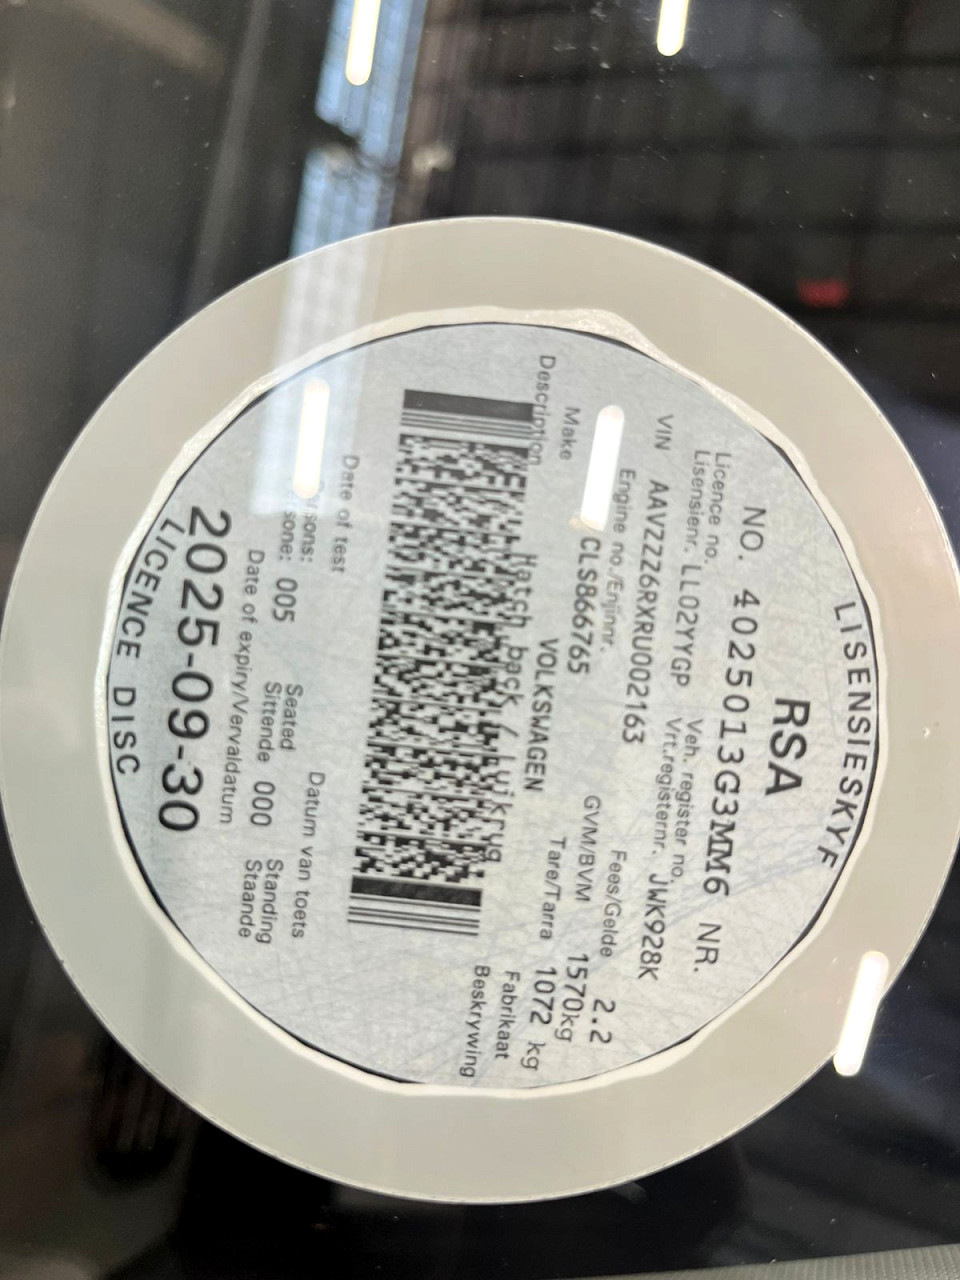 LISENSIESKYF
RSA
NO. 4025013G3MM6 NR.
Licence no. Veh. register no.
Lisensienr. LL02YYGP Vrt.registernr. JWK928K
VIN AAVZZZ6RXRU002163 Fees/Gelde 2.2
Engine no./Enjinnr. CLS866765 GVM/BVM 1570kg
Make VOLKSWAGEN Tare/Tarra 1072 kg
Fabrikaat
Description Hatch back / Luikrug Beskrywing
Date of test Datum van toets
Seated Standing
005 Sittende 000 Staande
Date of expiry/Vervaldatum
2025-09-30
LICENCE DISC